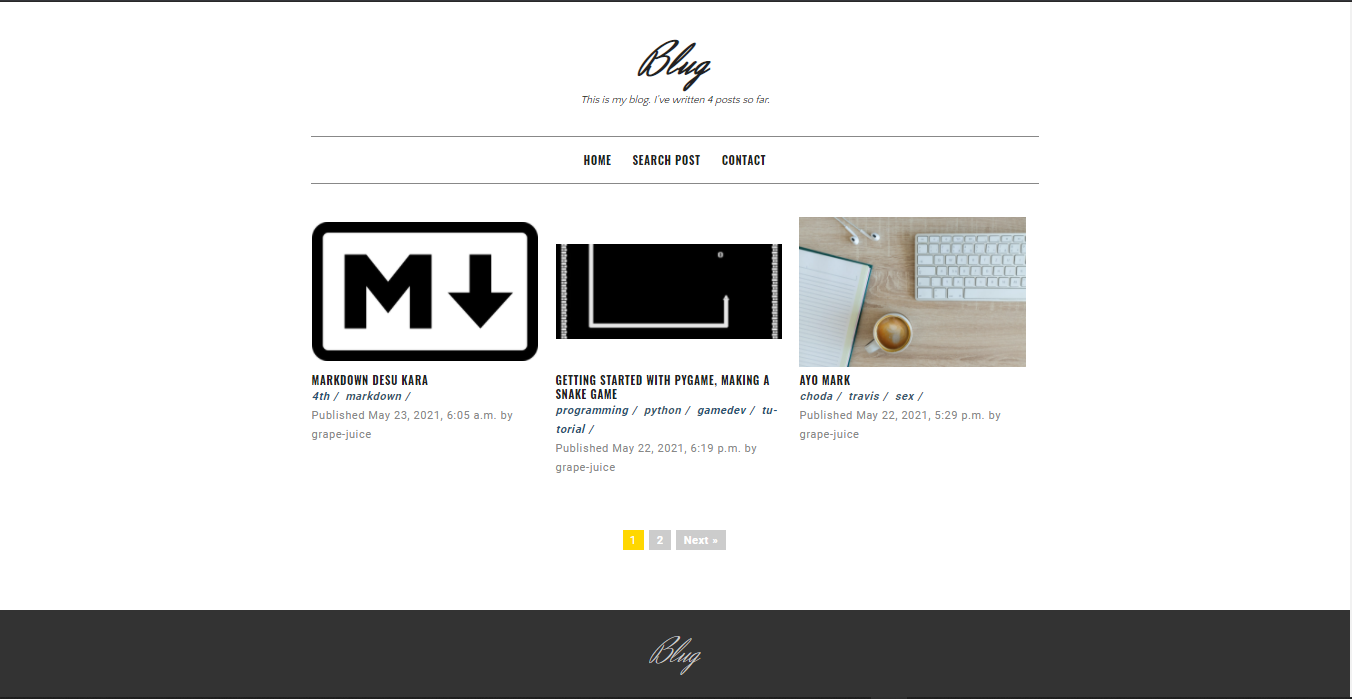 Blug
This is my blog. I've written 4 posts so far.
HOME SEARCH POST CONTACT
M
0
MARKDOWN DESU KARA
4th / markdown /
Published May 23, 2021, 6:05 a.m. by
grape-juice
GETTING STARTED WITH PYGAME, MAKING A
SNAKE GAME
programming / python / gamedev / tu-
torial /
Published May 22, 2021, 6:19 p.m. by
grape-juice
AYO MARK
choda / travis / sex /
Published May 22, 2021, 5:29 p.m. by
grape-juice
1 2 Next »
Blug